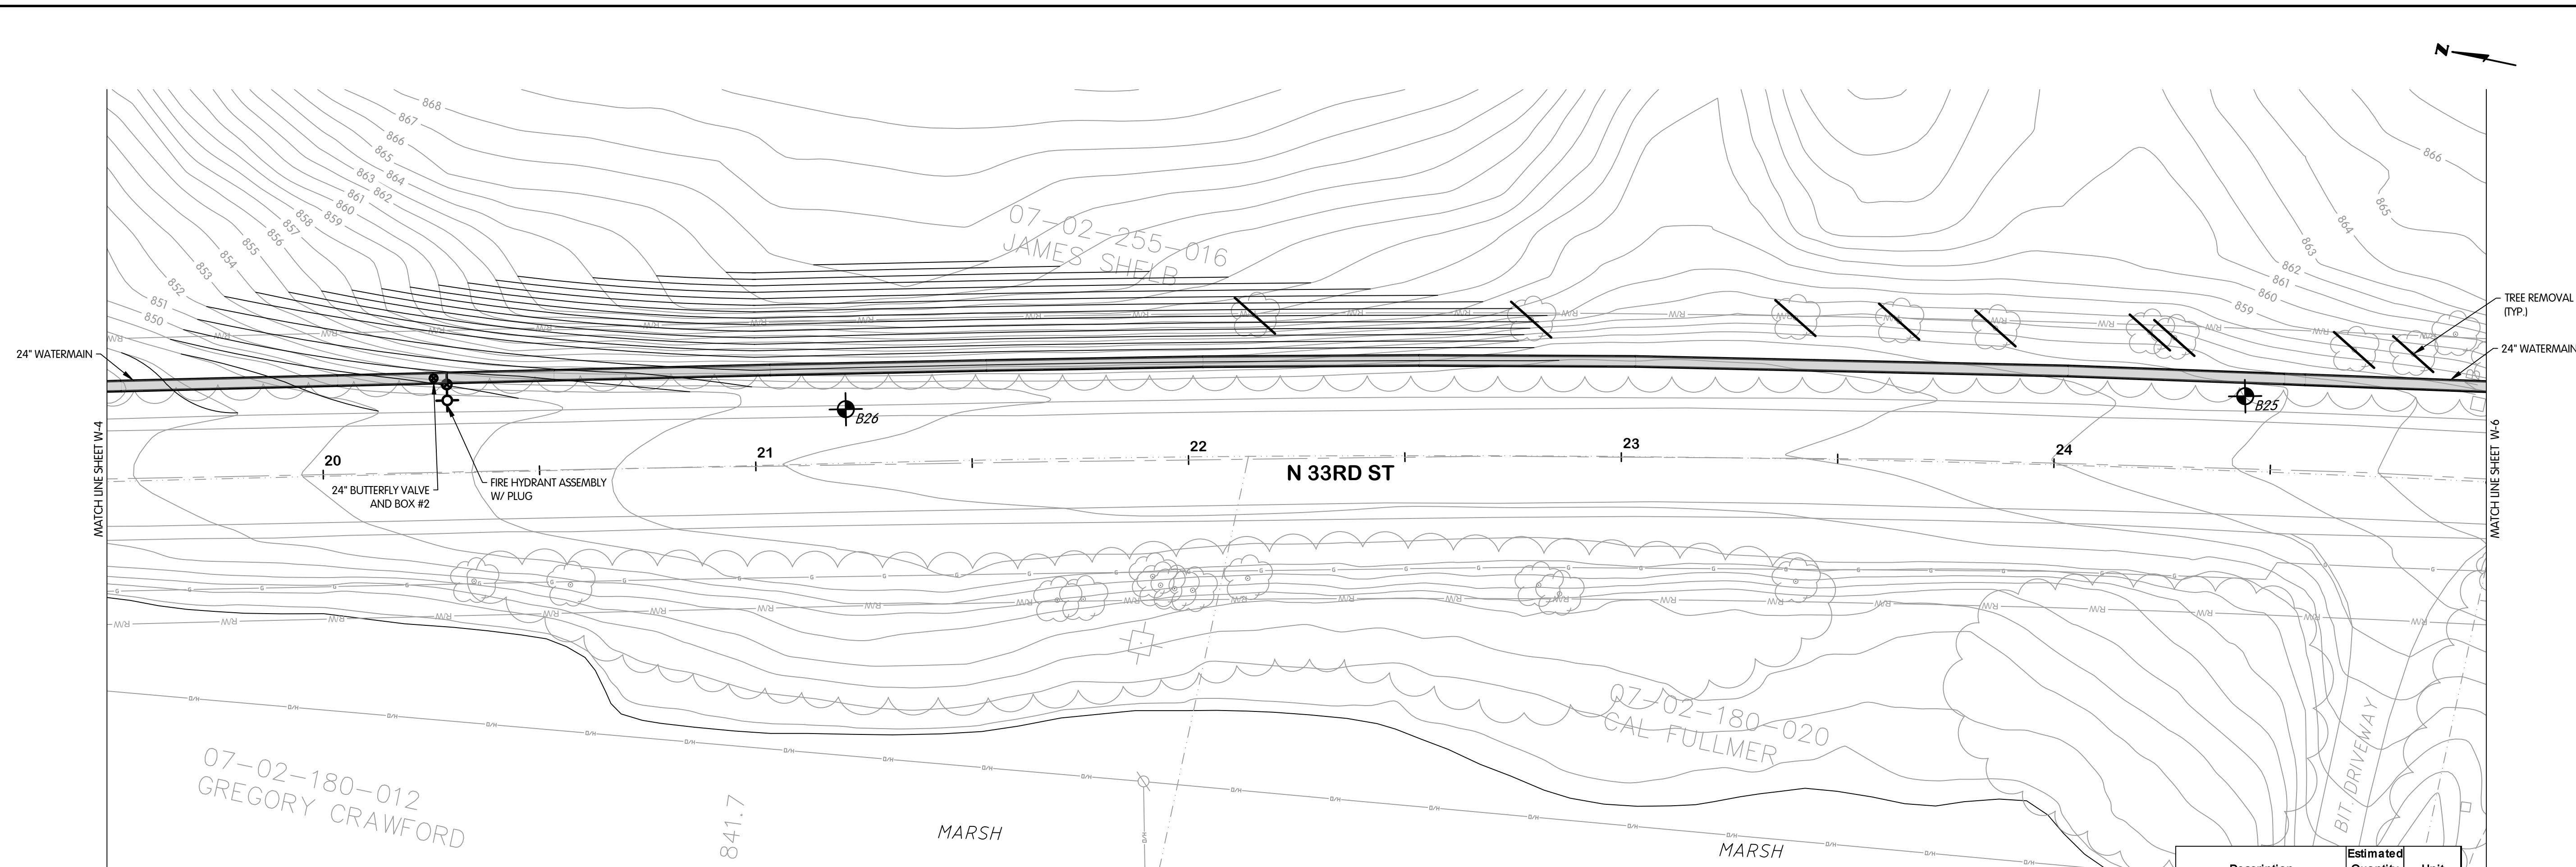 N
868
867
866
865
864
863
862
861
860
859
858
857
856
855
854
853
852
851
850
07-02-255-016
JAMES SHELB
866
865
864
863
862
861
860
859
TREE REMOVAL
(TYP.)
24" WATERMAIN
24" WATERMAIN
R/W
B26
B25
MATCH LINE SHEET W-4
MATCH LINE SHEET W-6
20
21
22
23
24
N 33RD ST
24" BUTTERFLY VALVE
AND BOX #2
FIRE HYDRANT ASSEMBLY
W/ PLUG
G
R/W
O/H
07-02-180-020
CAL FULLMER
07-02-180-012
GREGORY CRAWFORD
841.7
MARSH
MARSH
BIT. DRIVEWAY
Estimated